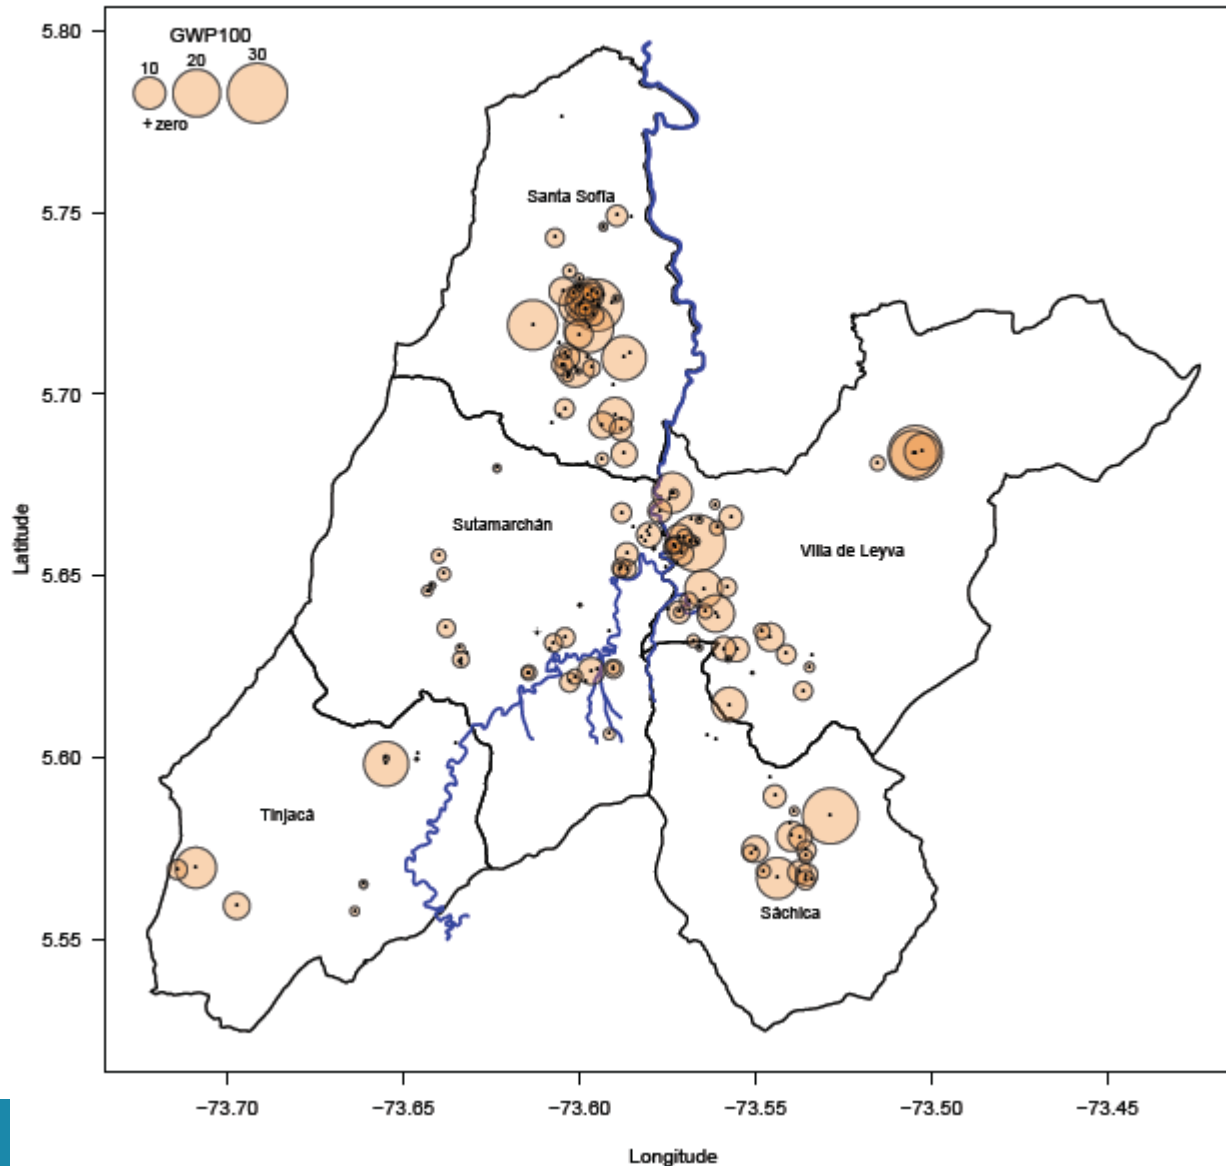 5.80
GWP100
10 20 30
+zero
Santa Sofía
5.75
5.70
Sutamarchán
Villa de Leyva
Latitude
5.65
5.60
Tinjacá
Sáchica
5.55
−73.70 −73.65 −73.60 −73.55 −73.50 −73.45
Longitude